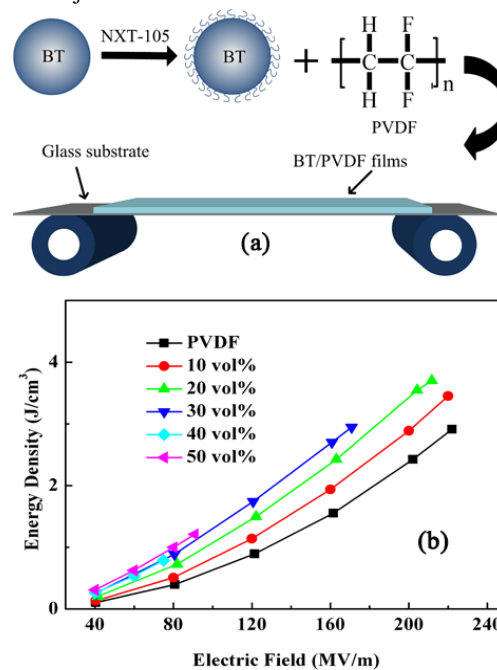 BT
NXT-105
BT
+
H F
C C
n
H F
PVDF
Glass substrate
BT/PVDF films
(a)
PVDF
10 vol%
20 vol%
30 vol%
40 vol%
50 vol%
(b)
Energy Density (J/cm³)
4
2
0
40 80 120 160 200 240
Electric Field (MV/m)